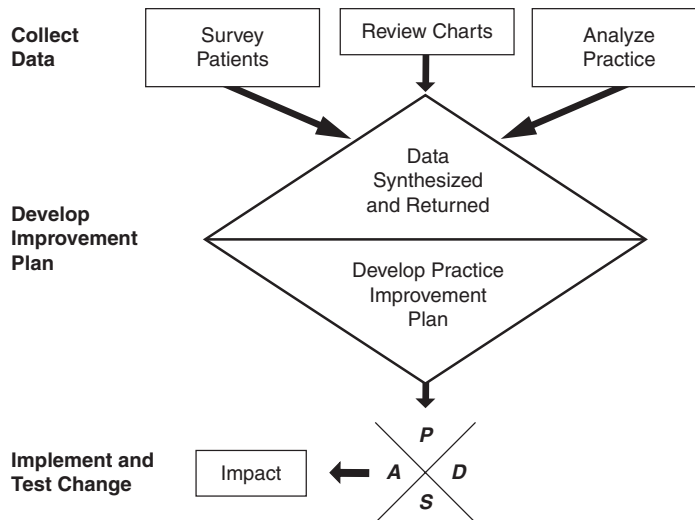 Collect
Data
Survey
Patients
Review Charts
Analyze
Practice
Data
Synthesized
and Returned
Develop
Improvement
Plan
Develop Practice
Improvement
Plan
Implement and
Test Change
Impact
P
A
D
S